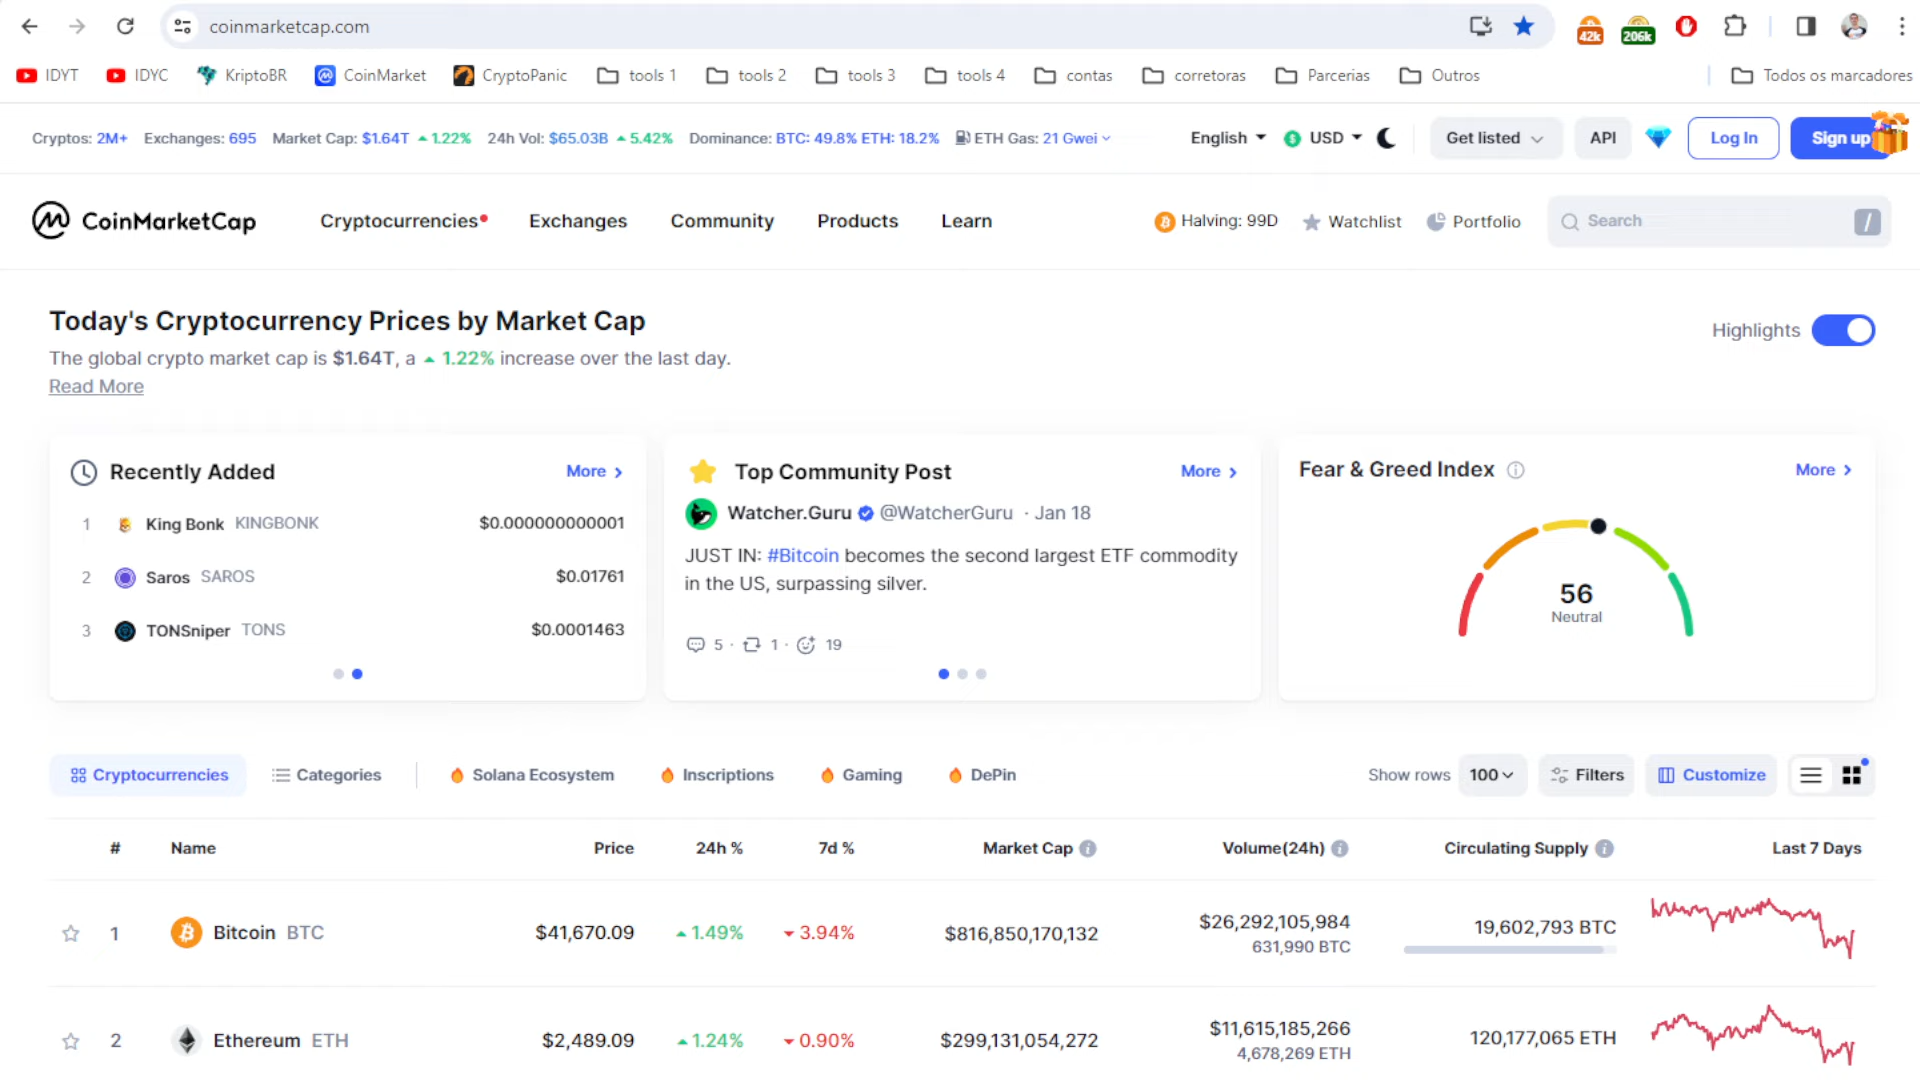 coinmarketcap.com
42k
206k
IDYT IDYC KriptoBR CoinMarket CryptoPanic tools 1 tools 2 tools 3 tools 4 contas corretoras Parcerias Outros Todos os marcadores
Cryptos: 2M+ Exchanges: 695 Market Cap: $1.64T 1.22% 24h Vol: $65.03B 5.42% Dominance: BTC: 49.8% ETH: 18.2% ETH Gas: 21 Gwei English USD Get listed API Log In Sign up
CoinMarketCap Cryptocurrencies Exchanges Community Products Learn Halving: 99D Watchlist Portfolio Search /
Today's Cryptocurrency Prices by Market Cap
Highlights
The global crypto market cap is $1.64T, a 1.22% increase over the last day.
Read More
Recently Added More
1 King Bonk KINGBONK $0.000000000001
2 Saros SAROS $0.01761
3 TONSniper TONS $0.0001463
Top Community Post More
Watcher.Guru @WatcherGuru · Jan 18
JUST IN: #Bitcoin becomes the second largest ETF commodity
in the US, surpassing silver.
5 · 1 · 19
Fear & Greed Index More
56
Neutral
Cryptocurrencies Categories Solana Ecosystem Inscriptions Gaming DePin Show rows 100 Filters Customize
# Name Price 24h % 7d % Market Cap Volume(24h) Circulating Supply Last 7 Days
1 Bitcoin BTC $41,670.09 1.49% 3.94% $816,850,170,132 $26,292,105,984 19,602,793 BTC
631,990 BTC
2 Ethereum ETH $2,489.09 1.24% 0.90% $299,131,054,272 $11,615,185,266 120,177,065 ETH
4,678,269 ETH